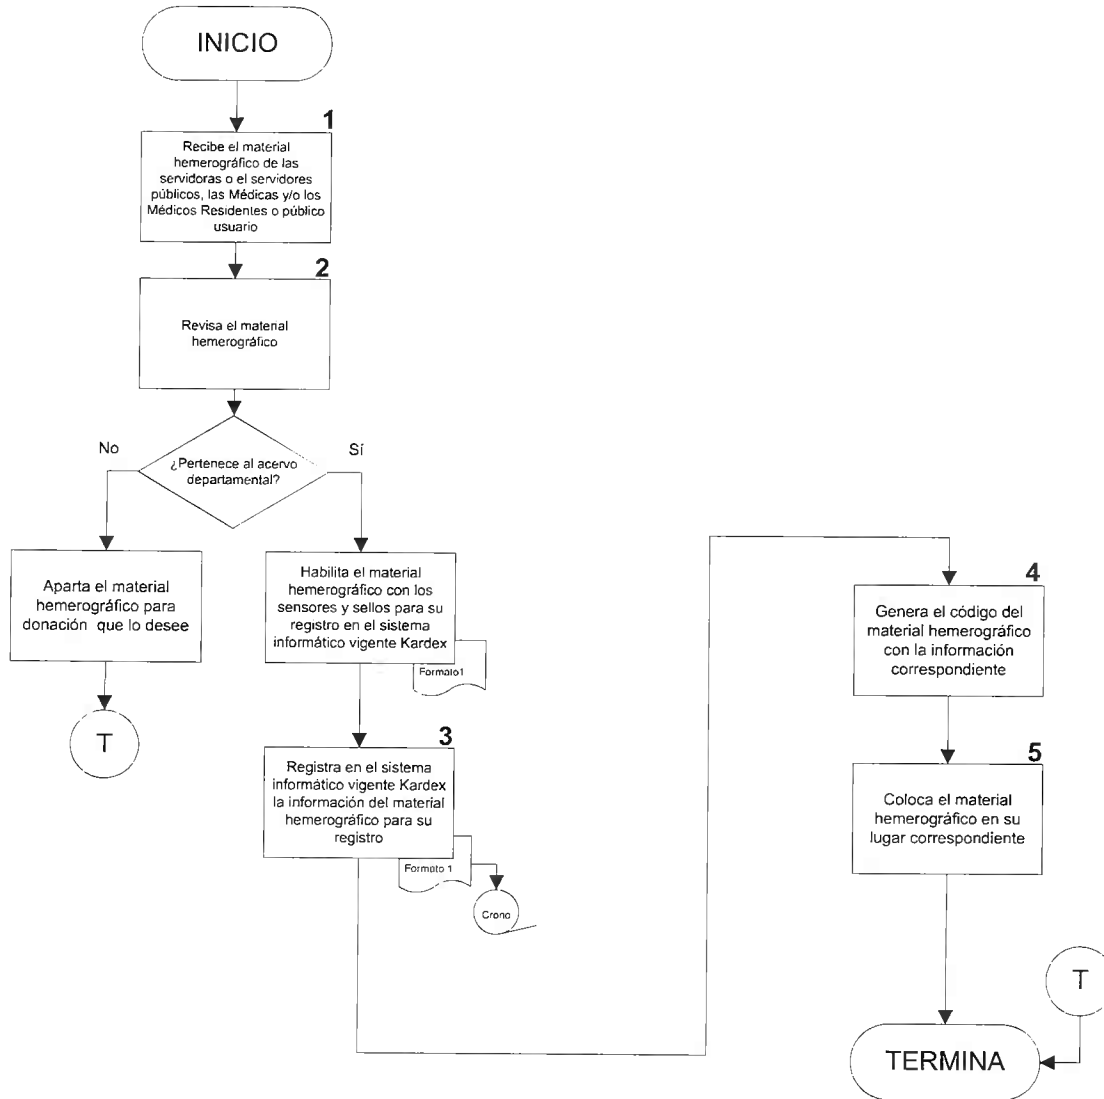 INICIO
1
Recibe el material
hemerográfico de las
servidoras o el servidores
públicos, las Médicas y/o los
Médicos Residentes o público
usuario
2
Revisa el material
hemerográfico
¿Pertenece al acervo
departamental?
No
Sí
Aparta el material
hemerográfico para
donación que lo desee
T
Habilita el material
hemerográfico con los
sensores y sellos para su
registro en el sistema
informático vigente Kardex
Formato1
3
Registra en el sistema
informático vigente Kardex
la información del material
hemerográfico para su
registro
Formato 1
Crono
4
Genera el código del
material hemerográfico
con la información
correspondiente
5
Coloca el material
hemerográfico en su
lugar correspondiente
T
TERMINA